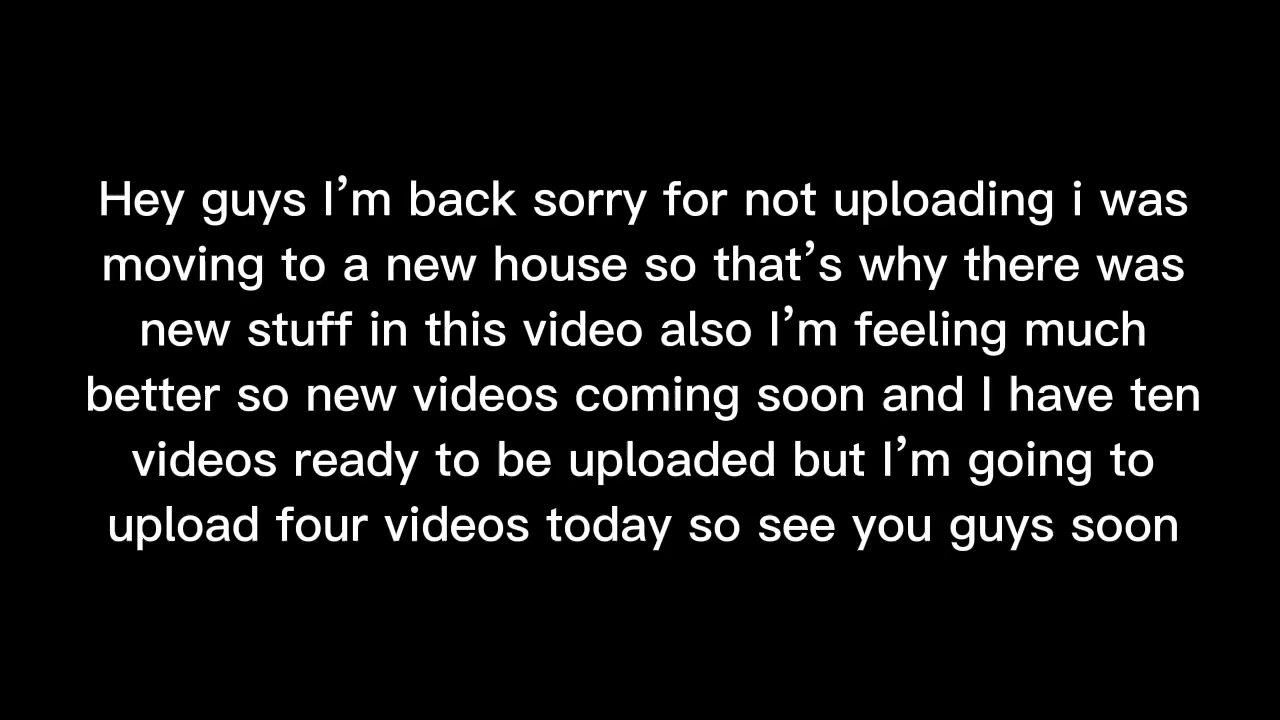 Hey guys I’m back sorry for not uploading i was
moving to a new house so that’s why there was
new stuff in this video also I’m feeling much
better so new videos coming soon and I have ten
videos ready to be uploaded but I’m going to
upload four videos today so see you guys soon